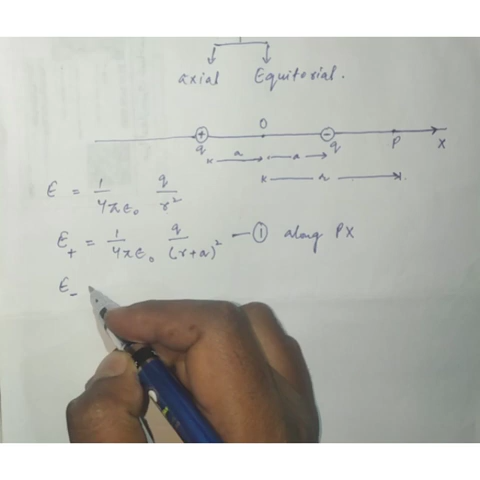 axial Equitorial.
+ O −
q q P X
a a
r
E = 1/4πε₀ q/r²
E₊ = 1/4πε₀ q/(r+a)² — ① along PX
E₋